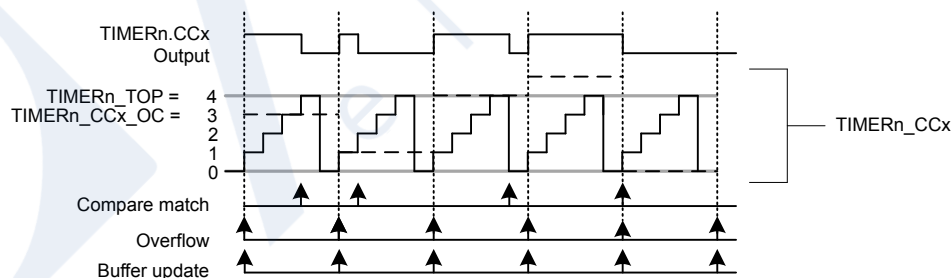 TIMERn.CCx
Output
TIMERn_TOP = 4
TIMERn_CCx_OC = 3
2
1
0
TIMERn_CCx
Compare match
Overflow
Buffer update